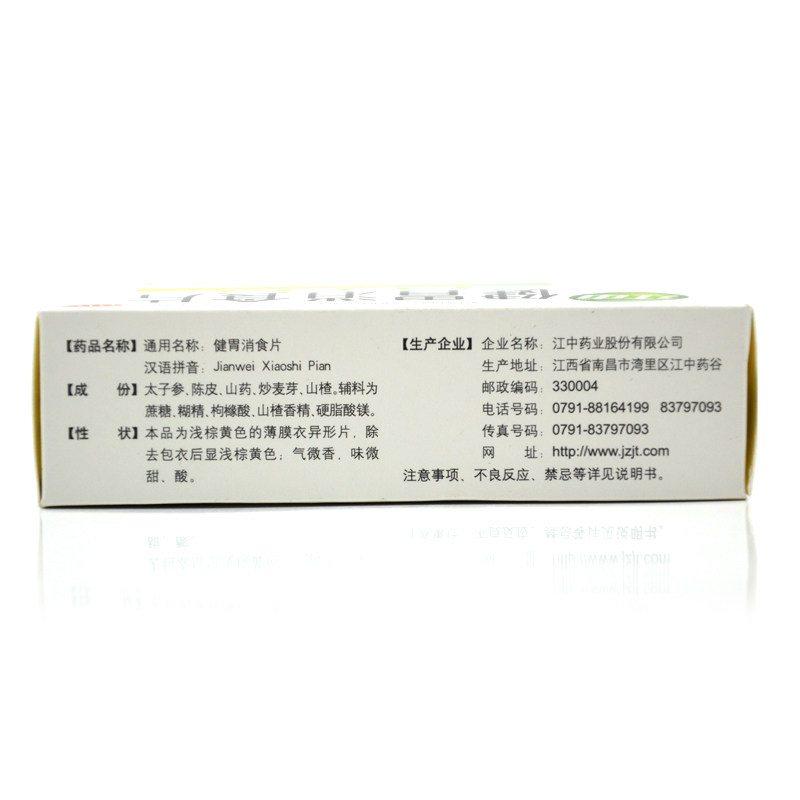 健胃消食片
【药品名称】通用名称：健胃消食片
汉语拼音：Jianwei Xiaoshi Pian
【成　份】太子参、陈皮、山药、炒麦芽、山楂。辅料为
蔗糖、糊精、枸橼酸、山楂香精、硬脂酸镁。
【性　状】本品为浅棕黄色的薄膜衣异形片，除
去包衣后显浅棕黄色；气微香，味微
甜、酸。
【生产企业】企业名称：江中药业股份有限公司
生产地址：江西省南昌市湾里区江中药谷
邮政编码：330004
电话号码：0791-88164199　83797093
传真号码：0791-83797093
网　址：http://www.jzjt.com
注意事项、不良反应、禁忌等详见说明书。